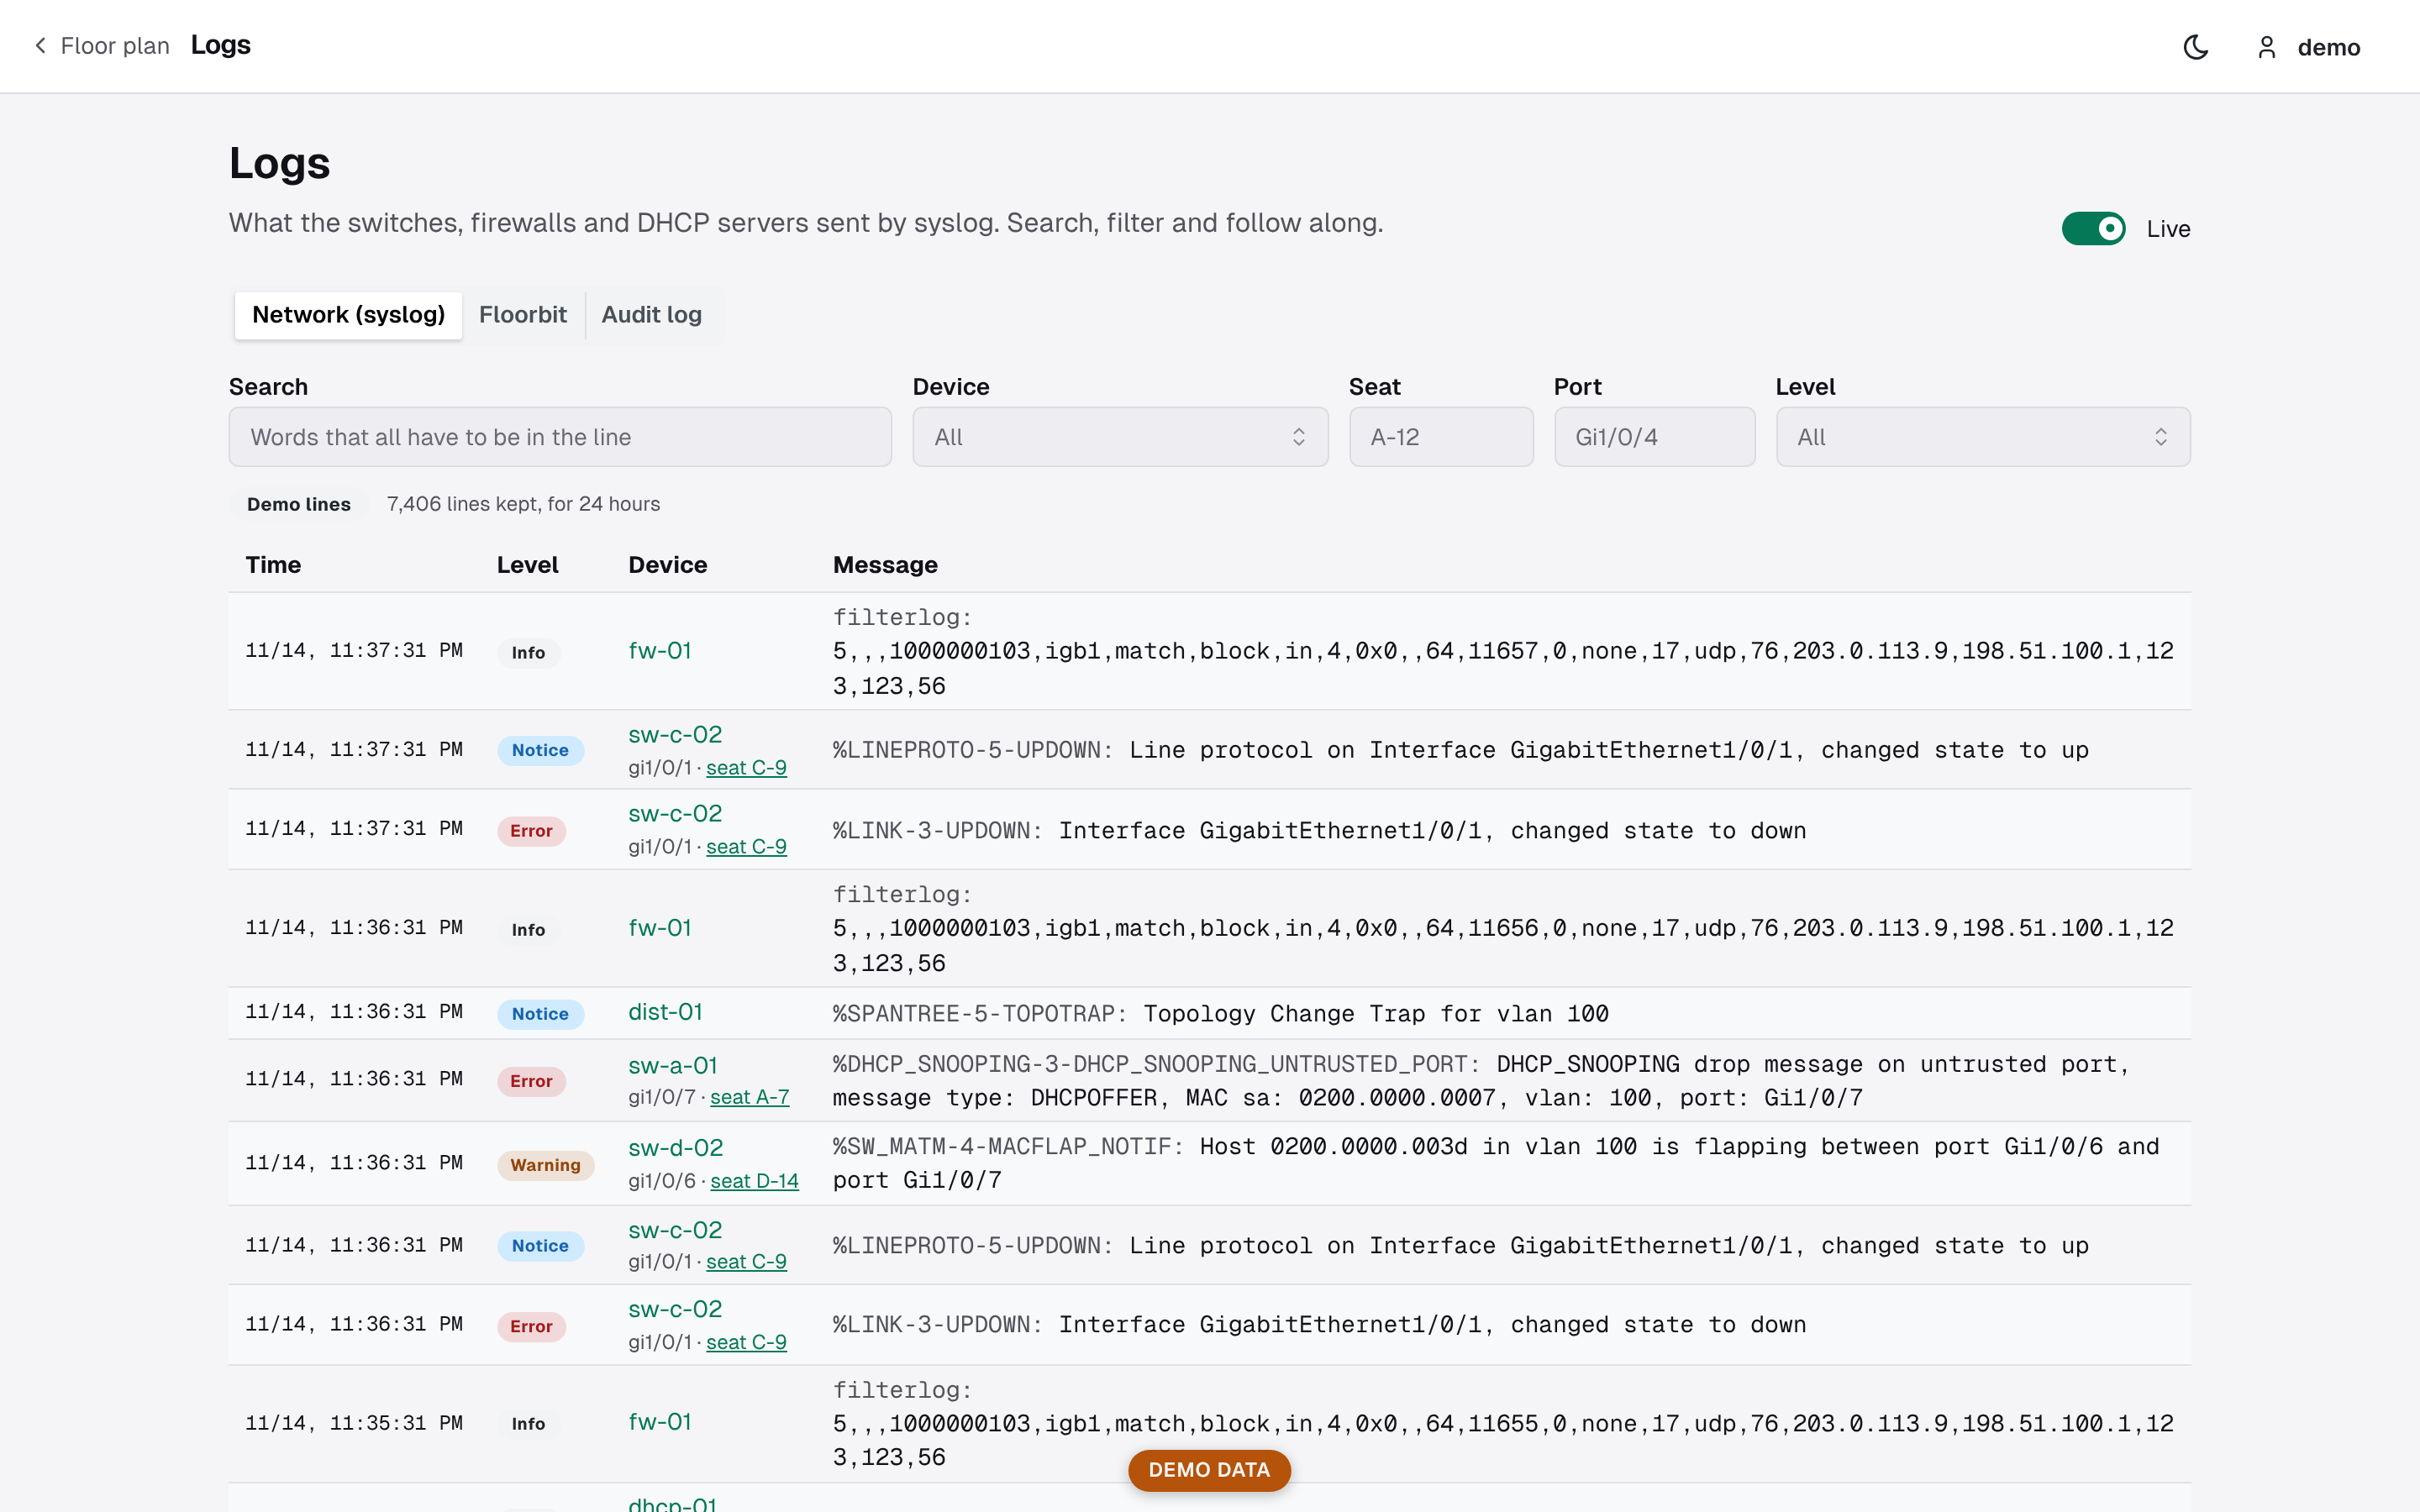 Floor plan Logs demo
Logs
What the switches, firewalls and DHCP servers sent by syslog. Search, filter and follow along.
Live
Network (syslog) Floorbit Audit log
Search Device Seat Port Level
Words that all have to be in the line All A-12 Gi1/0/4 All
Demo lines 7,406 lines kept, for 24 hours
Time Level Device Message
filterlog:
11/14, 11:37:31 PM Info fw-01 5,,,1000000103,igb1,match,block,in,4,0x0,,64,11657,0,none,17,udp,76,203.0.113.9,198.51.100.1,12
3,123,56
sw-c-02
11/14, 11:37:31 PM Notice %LINEPROTO-5-UPDOWN: Line protocol on Interface GigabitEthernet1/0/1, changed state to up
gi1/0/1 · seat C-9
sw-c-02
11/14, 11:37:31 PM Error %LINK-3-UPDOWN: Interface GigabitEthernet1/0/1, changed state to down
gi1/0/1 · seat C-9
filterlog:
11/14, 11:36:31 PM Info fw-01 5,,,1000000103,igb1,match,block,in,4,0x0,,64,11656,0,none,17,udp,76,203.0.113.9,198.51.100.1,12
3,123,56
11/14, 11:36:31 PM Notice dist-01 %SPANTREE-5-TOPOTRAP: Topology Change Trap for vlan 100
sw-a-01 %DHCP_SNOOPING-3-DHCP_SNOOPING_UNTRUSTED_PORT: DHCP_SNOOPING drop message on untrusted port,
11/14, 11:36:31 PM Error
gi1/0/7 · seat A-7 message type: DHCPOFFER, MAC sa: 0200.0000.0007, vlan: 100, port: Gi1/0/7
sw-d-02 %SW_MATM-4-MACFLAP_NOTIF: Host 0200.0000.003d in vlan 100 is flapping between port Gi1/0/6 and
11/14, 11:36:31 PM Warning
gi1/0/6 · seat D-14 port Gi1/0/7
sw-c-02
11/14, 11:36:31 PM Notice %LINEPROTO-5-UPDOWN: Line protocol on Interface GigabitEthernet1/0/1, changed state to up
gi1/0/1 · seat C-9
sw-c-02
11/14, 11:36:31 PM Error %LINK-3-UPDOWN: Interface GigabitEthernet1/0/1, changed state to down
gi1/0/1 · seat C-9
filterlog:
11/14, 11:35:31 PM Info fw-01 5,,,1000000103,igb1,match,block,in,4,0x0,,64,11655,0,none,17,udp,76,203.0.113.9,198.51.100.1,12
3,123,56
DEMO DATA
dhcp-01